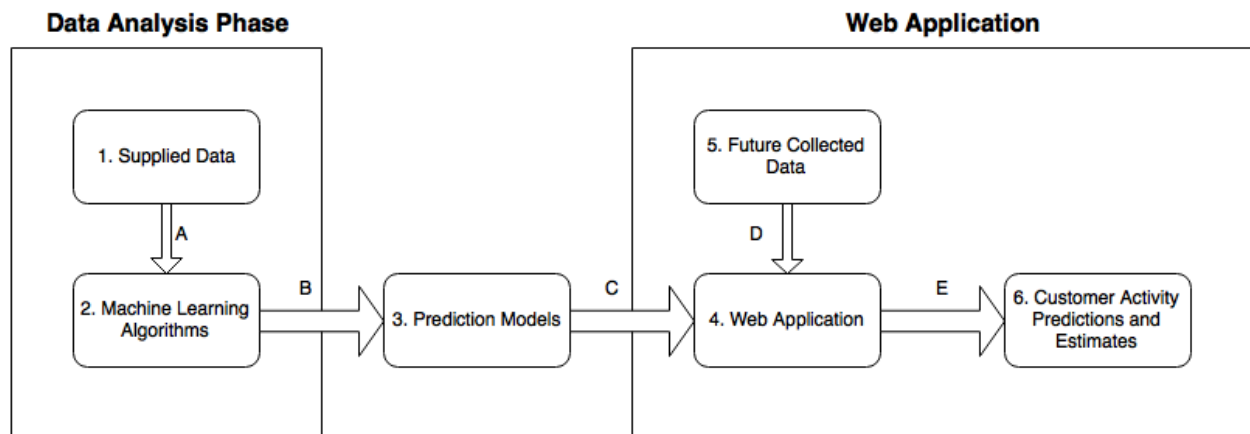 Data Analysis Phase
Web Application
1. Supplied Data
5. Future Collected
Data
A
D
B
C
E
2. Machine Learning
Algorithms
3. Prediction Models
4. Web Application
6. Customer Activity
Predictions and
Estimates